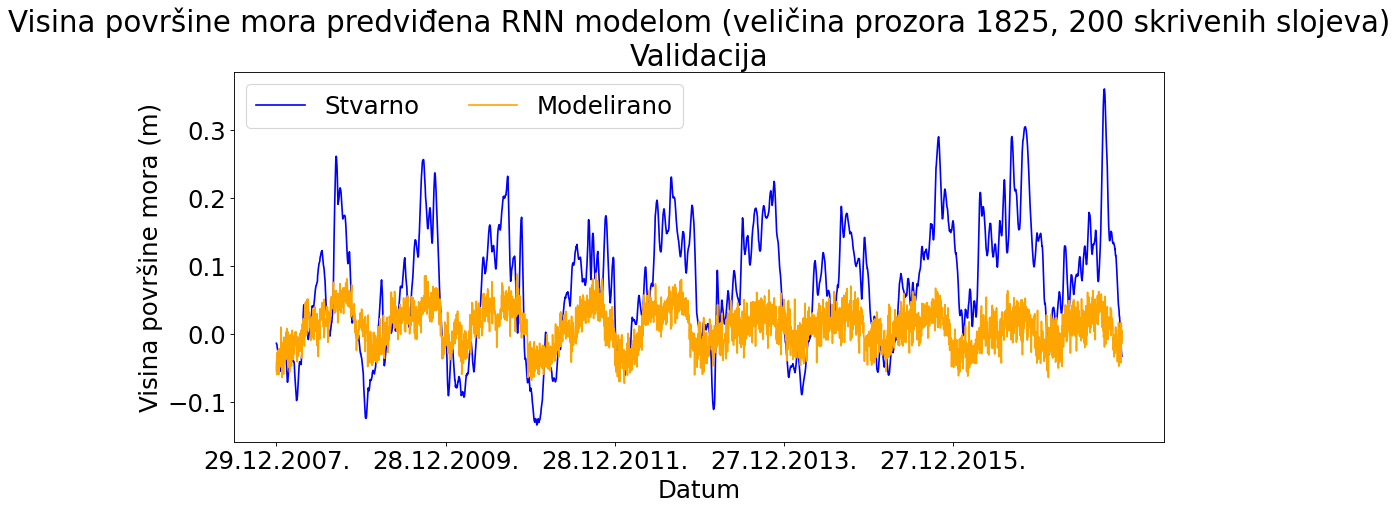 Visina površine mora predviđena RNN modelom (veličina prozora 1825, 200 skrivenih slojeva)
Validacija
Stvarno
Modelirano
Visina površine mora (m)
0.3
0.2
0.1
0.0
−0.1
29.12.2007.
28.12.2009.
28.12.2011.
27.12.2013.
27.12.2015.
Datum